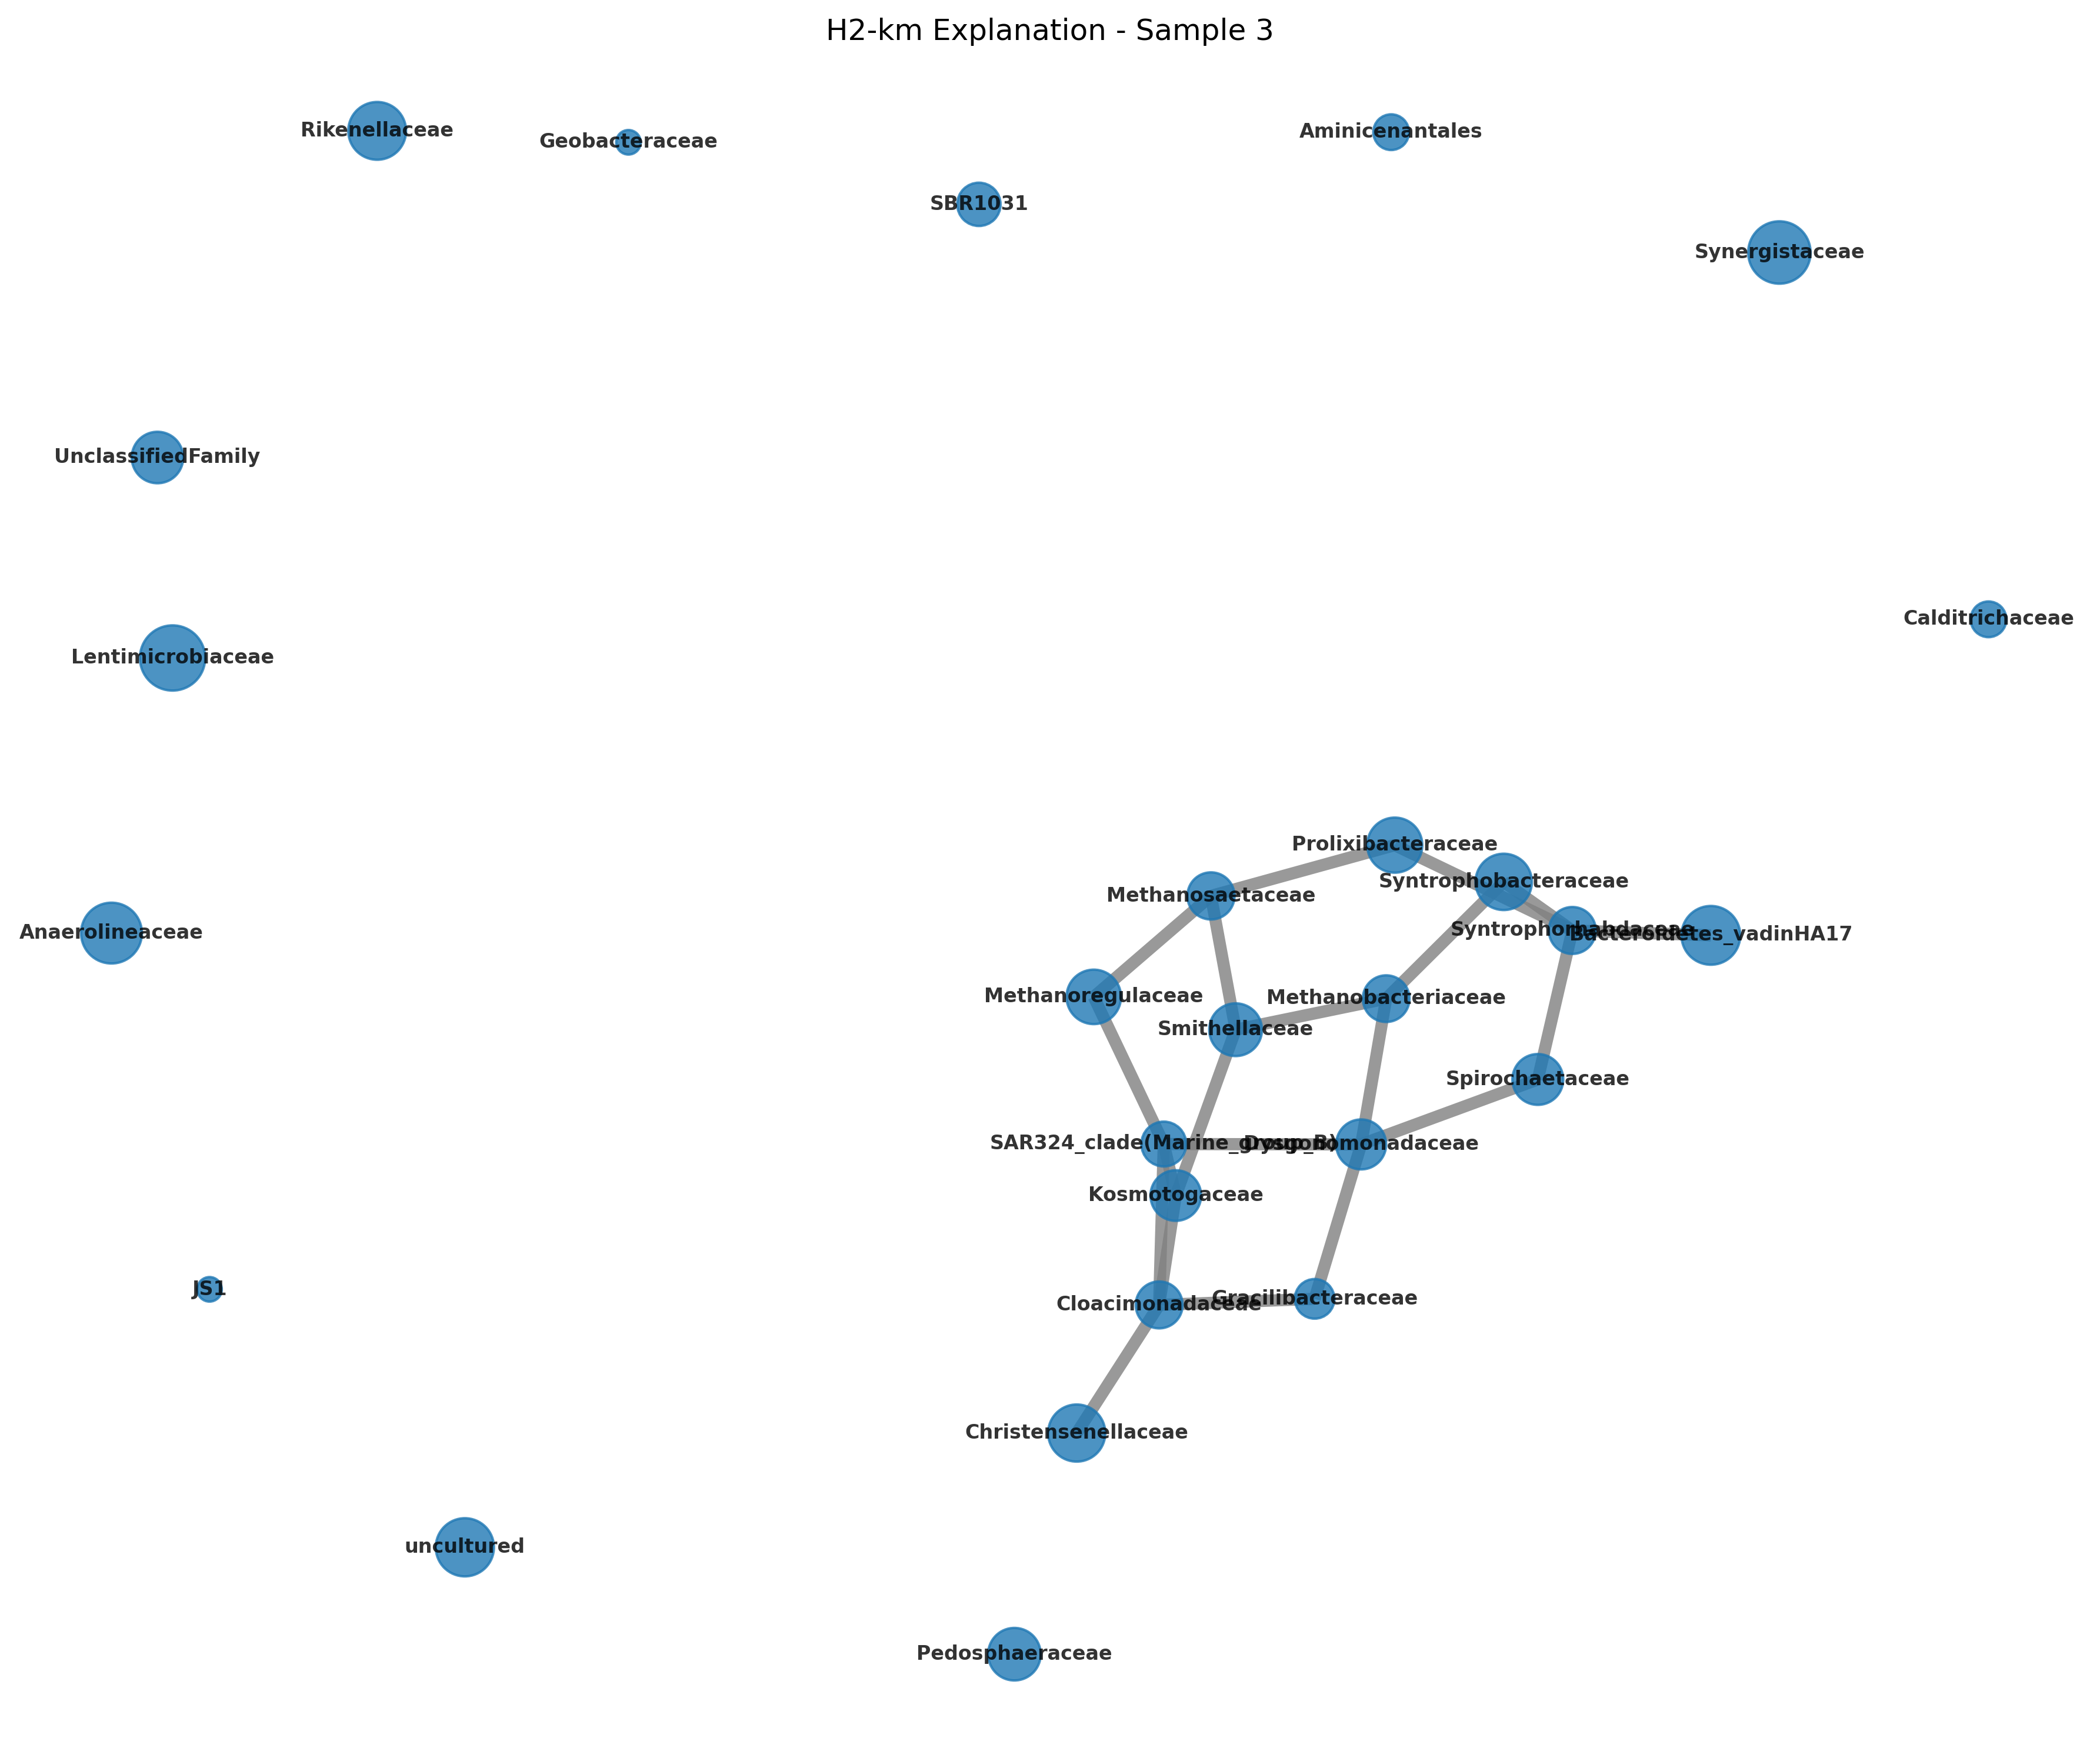 H2-km Explanation - Sample 3
Rikenellaceae
Geobacteraceae
Aminicenantales
SBR1031
Synergistaceae
UnclassifiedFamily
Calditrichaceae
Lentimicrobiaceae
Prolixibacteraceae
Syntrophobacteraceae
Methanosaetaceae
Anaerolineaceae
Syntrophorhabdaceae
Bacteroidetes_vadinHA17
Methanoregulaceae
Methanobacteriaceae
Smithellaceae
Spirochaetaceae
SAR324_clade(Marine_group_B)
Dysgonomonadaceae
Kosmotogaceae
JS1
Cloacimonadaceae
Gracilibacteraceae
Christensenellaceae
uncultured
Pedosphaeraceae